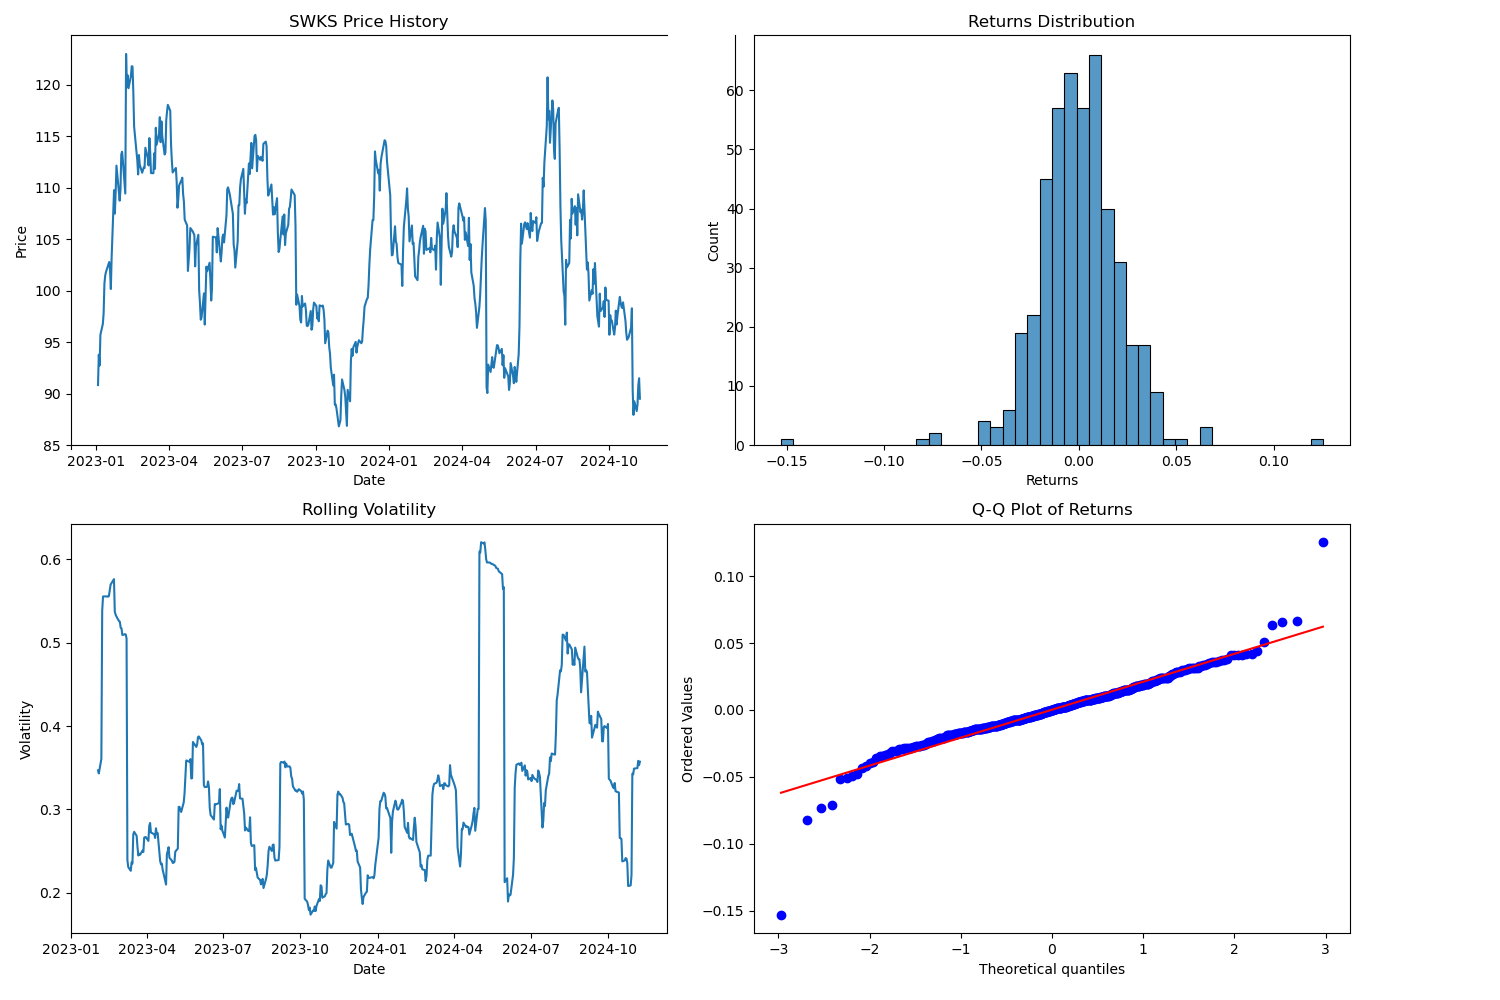 SWKS Price History
120
115
110
105
100
95
90
85
Price
2023-01 2023-04 2023-07 2023-10 2024-01 2024-04 2024-07 2024-10
Date
Returns Distribution
60
50
40
30
20
10
0
Count
−0.15 −0.10 −0.05 0.00 0.05 0.10
Returns
Rolling Volatility
0.6
0.5
0.4
0.3
0.2
Volatility
2023-01 2023-04 2023-07 2023-10 2024-01 2024-04 2024-07 2024-10
Date
Q-Q Plot of Returns
0.10
0.05
0.00
−0.05
−0.10
−0.15
Ordered Values
−3 −2 −1 0 1 2 3
Theoretical quantiles